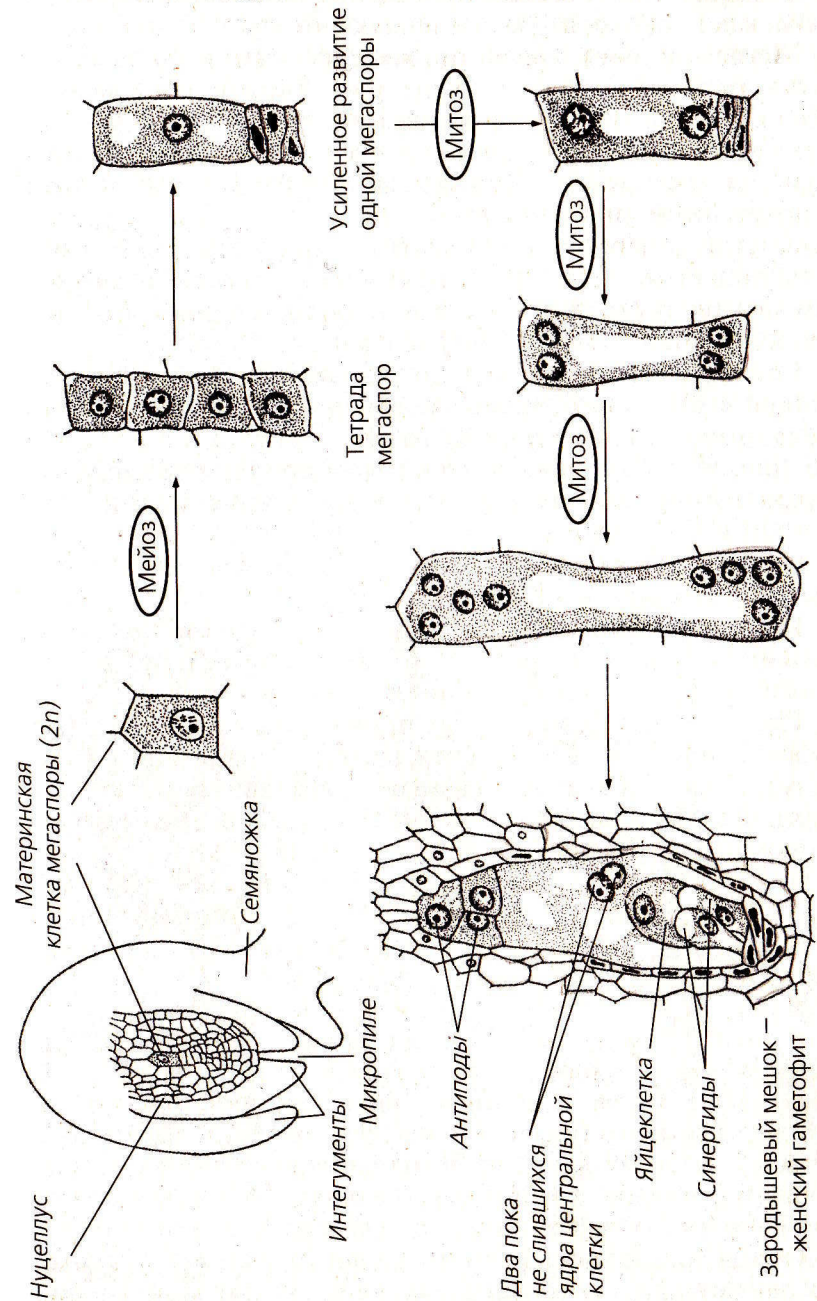 Нуцеллус
Материнская
клетка мегаспоры (2n)
Семяножка
Интегументы
Микропиле
Мейоз
Тетрада
мегаспор
Усиленное развитие
одной мегаспоры
Митоз
Митоз
Митоз
Антиподы
Два пока
не слившихся
ядра центральной
клетки
Яйцеклетка
Синергиды
Зародышевый мешок —
женский гаметофит